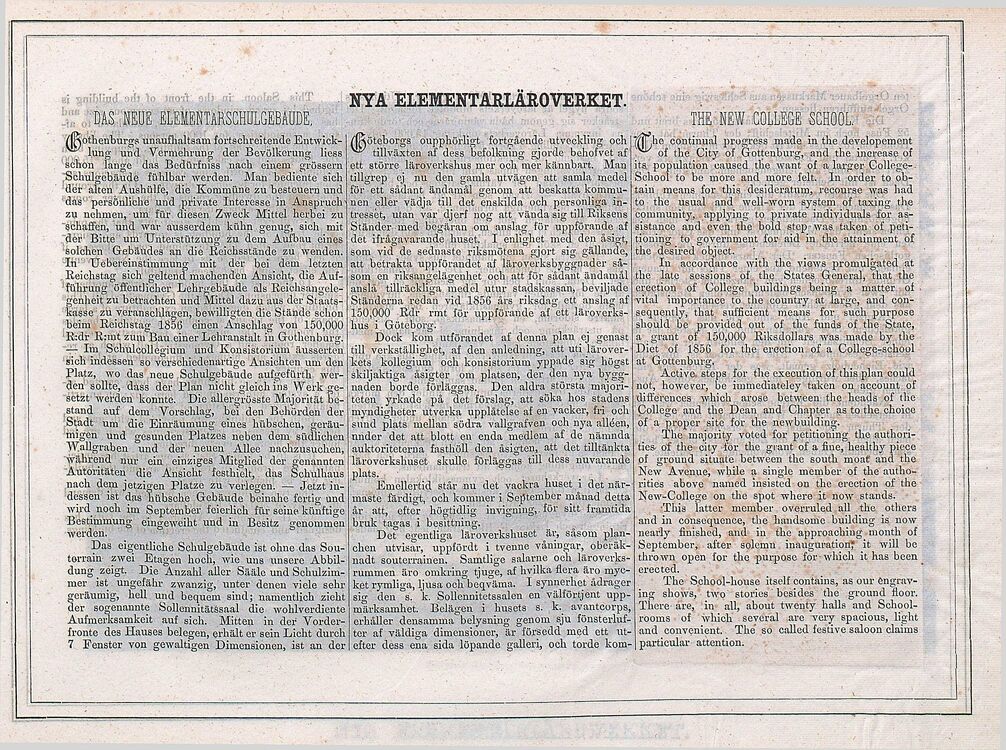 NYA ELEMENTARLÄROVERKET.
DAS NEUE ELEMENTARSCHULGEBÄUDE.
Gothenburgs unaufhaltsam fortschreitende Entwick-
lung und Vermehrung der Bevölkerung liess
schon lange das Bedürfniss nach einem grössern
Schulgebäude fühlbar werden. Man bediente sich
der alten Aushülfe, die Kommüne zu besteuern und
das persönliche und private Interesse in Anspruch
zu nehmen, um für diesen Zweck Mittel herbei zu
schaffen, und war ausserdem kühn genug, sich mit
der Bitte um Unterstützung zu dem Aufbau eines
solchen Gebäudes an die Reichsstände zu wenden.
In Uebereinstimmung mit der bei dem letzten
Reichstag sich geltend machenden Ansicht, die Auf-
führung öffentlicher Lehrgebäude als Reichsangele-
genheit zu betrachten und Mittel dazu aus der Staats-
kasse zu veranschlagen, bewilligten die Stände schon
beim Reichstag 1856 einen Anschlag von 150,000
R:dr R:mt zum Bau einer Lehranstalt in Gothenburg.
— Im Schulcollegium und Konsistorium äusserten
sich indessen so verschiedenartige Ansichten um den
Platz, wo das neue Schulgebäude aufgeführt wer-
den sollte, dass der Plan nicht gleich ins Werk ge-
setzt werden konnte. Die allergrösste Majorität be-
stand auf dem Vorschlag, bei den Behörden der
Stadt um die Einräumung eines hübschen, geräu-
migen und gesunden Platzes neben dem südlichen
Wallgraben und der neuen Allee nachzusuchen,
während nur ein einziges Mitglied der genannten
Autoritäten die Ansicht festhielt, das Schulhaus
nach dem jetzigen Platze zu verlegen. — Jetzt in-
dessen ist das hübsche Gebäude beinahe fertig und
wird noch im September feierlich für seine künftige
Bestimmung eingeweiht und in Besitz genommen
werden.
Das eigentliche Schulgebäude ist ohne das Sou-
terrain zwei Etagen hoch, wie uns unsere Abbil-
dung zeigt. Die Anzahl aller Säle und Schulzim-
mer ist ungefähr zwanzig, unter denen viele sehr
geräumig, hell und bequem sind; namentlich zieht
der sogenannte Sollennitätssaal die wohlverdiente
Aufmerksamkeit auf sich. Mitten in der Vorder-
fronte des Hauses belegen, erhält er sein Licht durch
7 Fenster von gewaltigen Dimensionen, ist an der
Göteborgs oupphörligt fortgående utveckling och
tillväxten af dess befolkning gjorde behofvet af
ett större läroverkshus mer och mer kännbart. Man
tillgrep ej nu den gamla utvägen att samla medel
för ett sådant ändamål genom att beskatta kommu-
nen eller vädja till det enskilda och personliga in-
tresset, utan var djerf nog att vända sig till Riksens
Ständer med begäran om anslag för uppförande af
det ifrågavarande huset. I enlighet med den åsigt,
som vid de sednaste riksmötena gjort sig gällande,
att betrakta uppförandet af läroverksbyggnader så-
som en riksangelägenhet och att för sådant ändamål
anslå tillräckliga medel utur stadskassan, beviljade
Ständerna redan vid 1856 års riksdag ett anslag af
150,000 Rdr rmt för uppförande af ett läroverks-
hus i Göteborg.
Dock kom utförandet af denna plan ej genast
till verkställighet, af den anledning, att uti lärover-
kets kollegium och konsistorium yppade sig högst
skiljaktiga åsigter om platsen, der den nya bygg-
naden borde förläggas. Den aldra största majori-
teten yrkade på det förslag, att söka hos stadens
myndigheter utverka upplåtelse af en vacker, fri och
sund plats mellan södra vallgrafven och nya alléen,
under det att blott en enda medlem af de nämnda
auktoriteterna fasthöll den åsigten, att det tilltänkta
läroverkshuset skulle förläggas till dess nuvarande
plats.
Emellertid står nu det vackra huset i det när-
maste färdigt, och kommer i September månad detta
år att, efter högtidlig invigning, för sitt framtida
bruk tagas i besittning.
Det egentliga läroverkshuset är, såsom plan-
chen utvisar, uppfördt i tvenne våningar, oberäk-
nadt souterrainen. Samtlige salarne och läroverks-
rummen äro omkring tjuge, af hvilka flera äro myc-
ket rymliga, ljusa och beqväma. I synnerhet ådrager
sig den s. k. Sollennitetssalen en välförtjent upp-
märksamhet. Belägen i husets s. k. avantcorps,
erhåller densamma belysning genom sju fönsterluf-
ter af väldiga dimensioner, är försedd med ett ut-
efter dess ena sida löpande galleri, och torde kom-
THE NEW COLLEGE SCHOOL.
The continual progress made in the developement
of the City of Gottenburg, and the increase of
its population caused the want of a larger College-
School to be more and more felt. In order to ob-
tain means for this desideratum, recourse was had
to the usual and well-worn system of taxing the
community, applying to private individuals for as-
sistance and even the bold step was taken of peti-
tioning to government for aid in the attainment of
the desired object.
In accordance with the views promulgated at
the late sessions of the States General, that the
erection of College buildings being a matter of
vital importance to the country at large, and con-
sequently, that sufficient means for such purpose
should be provided out of the funds of the State,
a grant of 150,000 Riksdollars was made by the
Diet of 1856 for the erection of a College-school
at Gotenburg.
Active steps for the execution of this plan could
not, however, be immediateley taken on account of
differences which arose between the heads of the
College and the Dean and Chapter as to the choice
of a proper site for the newbuilding.
The majority voted for petitioning the authori-
ties of the city for the grant of a fine, healthy piece
of ground situate between the south moat and the
New Avenue, while a single member of the autho-
rities above named insisted on the erection of the
New-College on the spot where it now stands.
This latter member overruled all the others
and in consequence, the handsome building is now
nearly finished, and in the approaching month of
September, after solemn inauguration, it will be
thrown open for the purpose for which it has been
erected.
The School-house itself contains, as our engrav-
ing shows, two stories besides the ground floor.
There are, in all, about twenty halls and School-
rooms of which several are very spacious, light
and convenient. The so called festive saloon claims
particular attention.